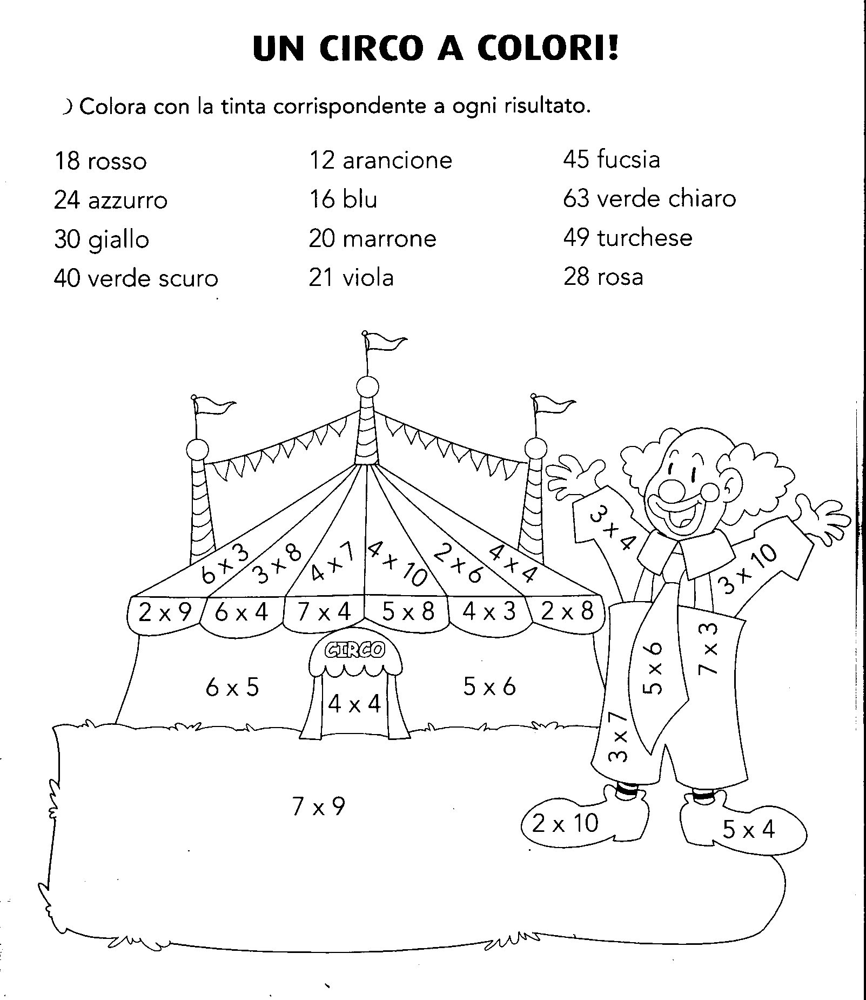 UN CIRCO A COLORI!
) Colora con la tinta corrispondente a ogni risultato.
18 rosso
24 azzurro
30 giallo
40 verde scuro
12 arancione
16 blu
20 marrone
21 viola
45 fucsia
63 verde chiaro
49 turchese
28 rosa
6 x 3
3 x 8
4 x 7
4 x 10
2 x 6
4 x 4
2 x 9
6 x 4
7 x 4
5 x 8
4 x 3
2 x 8
CIRCO
6 x 5
4 x 4
5 x 6
3 x 4
3 x 10
5 x 6
7 x 3
3 x 7
7 x 9
2 x 10
5 x 4